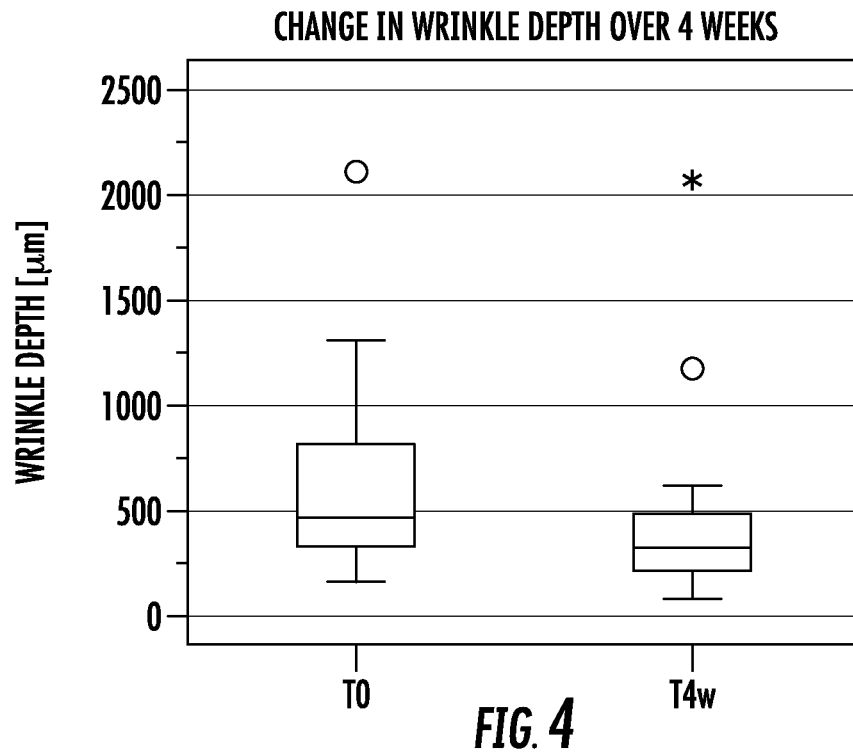 CHANGE IN WRINKLE DEPTH OVER 4 WEEKS
WRINKLE DEPTH [μm]
2500
2000
1500
1000
500
0
T0
T4w
FIG. 4